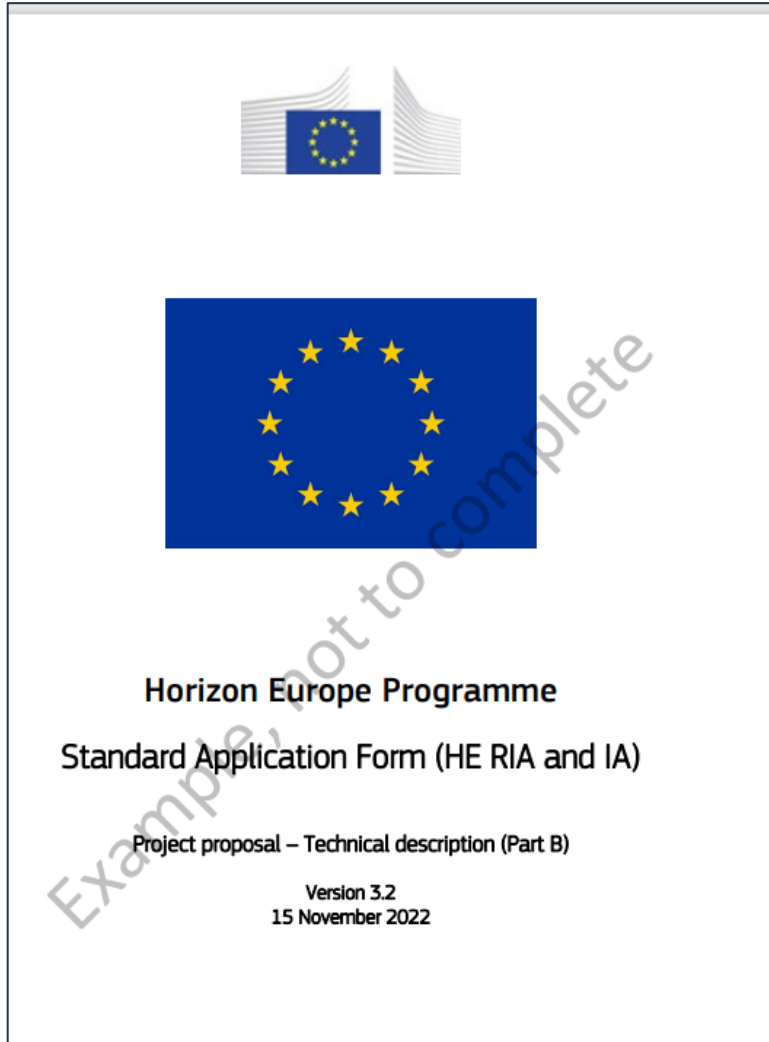 Horizon Europe Programme
Standard Application Form (HE RIA and IA)
Project proposal – Technical description (Part B)
Version 3.2
15 November 2022
Example, not to complete